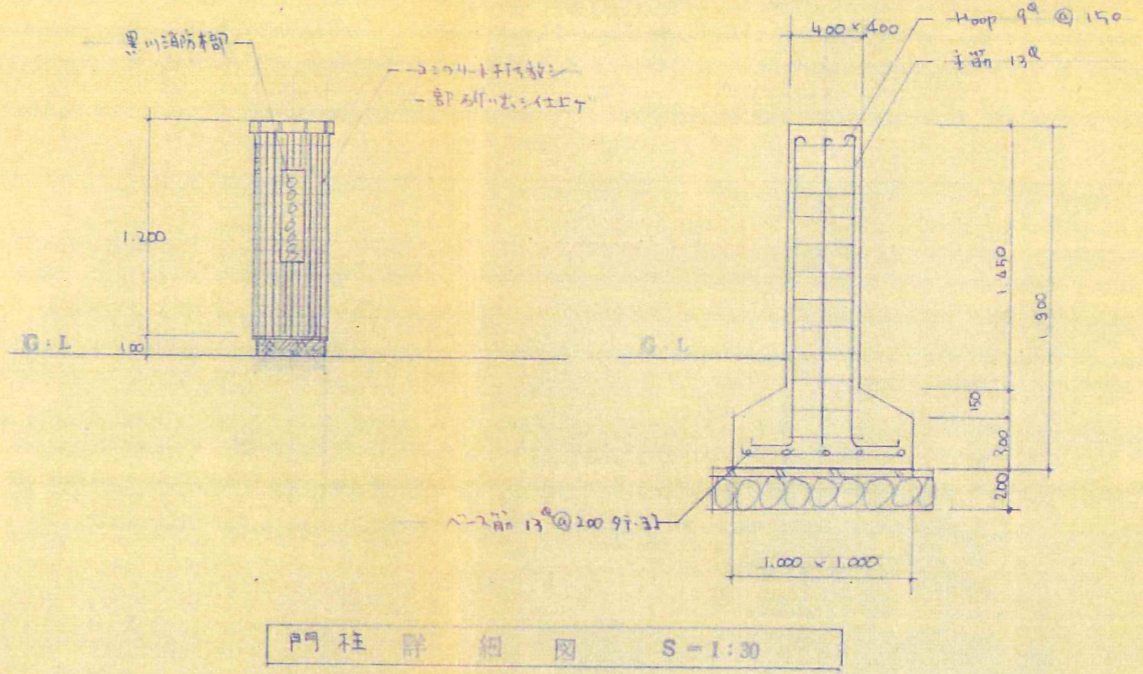 黒川消防本部
コンクリート打放シ
一部斫リ出シ仕上ゲ
1.200
100
G.L
400×400
Hoop 9φ @ 150
主筋 13φ
G.L
1.450
1.900
150
300
200
ベース筋 13φ@200 タテ.ヨコ
1.000 × 1.000
門柱 詳細図 S=1:30